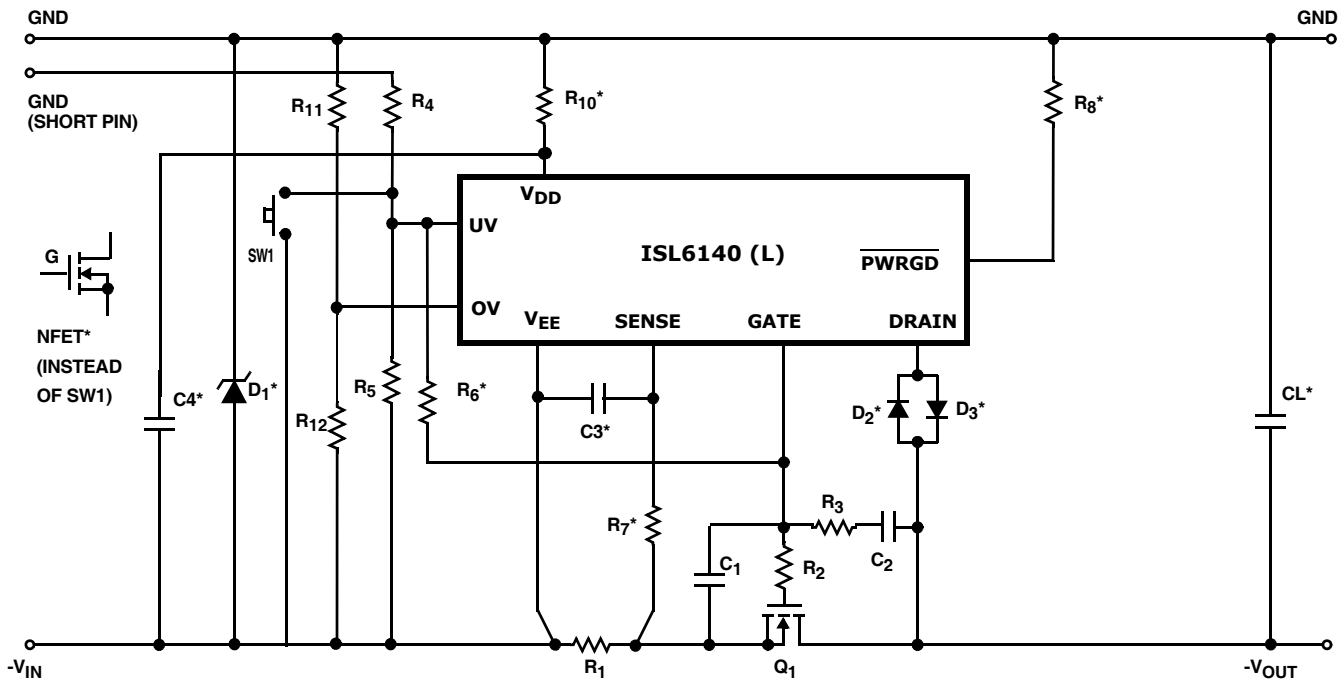 GND
GND
GND
(SHORT PIN)
R11
R4
R10*
R8*
VDD
UV
OV
ISL6140 (L)
PWRGD
VEE
SENSE
GATE
DRAIN
SW1
G
NFET*
(INSTEAD
OF SW1)
C4*
D1*
R12
R5
R6*
C3*
D2*
D3*
CL*
R7*
R3
C1
R2
C2
-VIN
R1
Q1
-VOUT